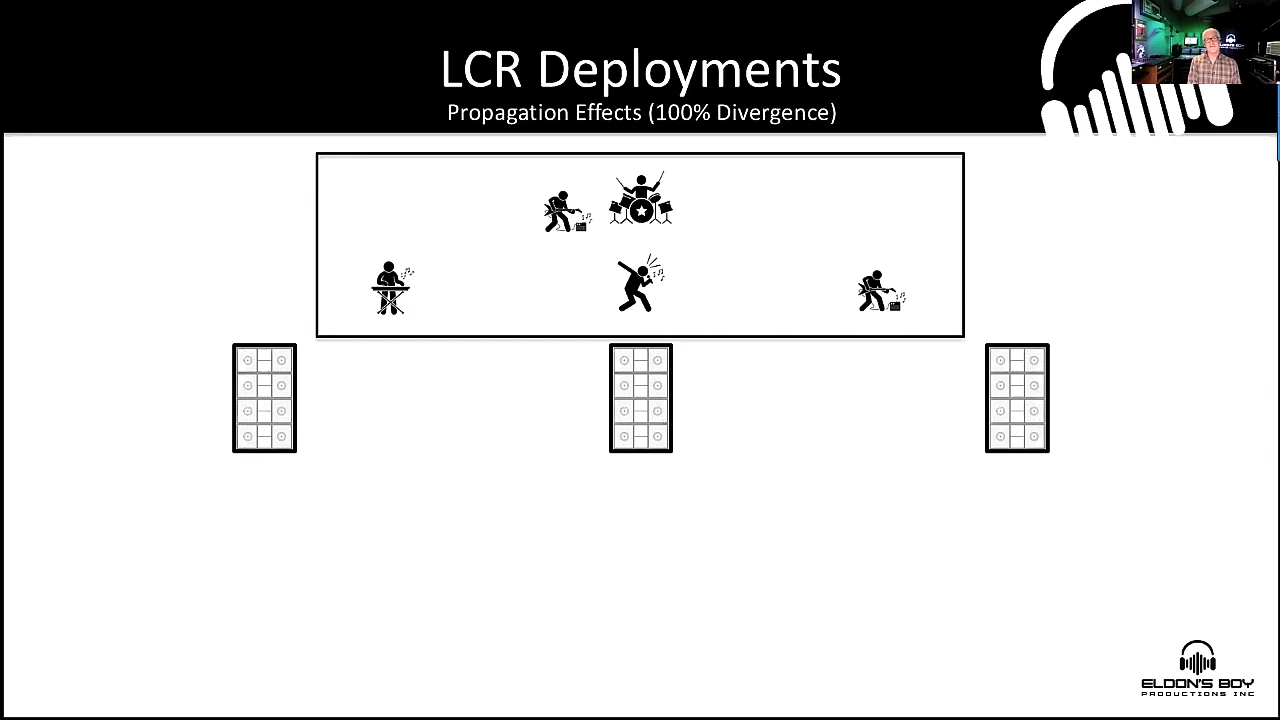 LCR Deployments
Propagation Effects (100% Divergence)
ELDON'S BOY
PRODUCTIONS INC